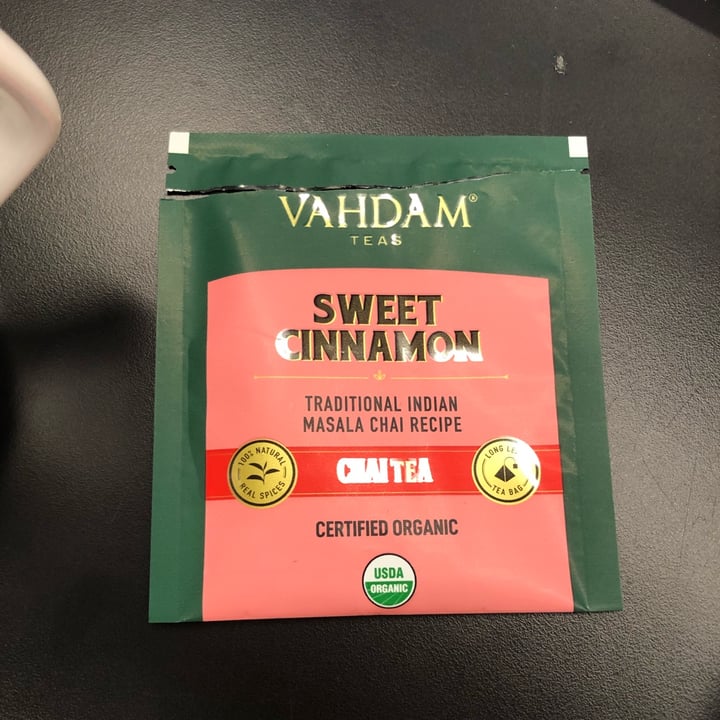 VAHDAM®
TEAS
SWEET
CINNAMON
TRADITIONAL INDIAN
MASALA CHAI RECIPE
100% NATURAL
REAL SPICES
CHAI TEA
LONG
TEA BAG
CERTIFIED ORGANIC
USDA
ORGANIC